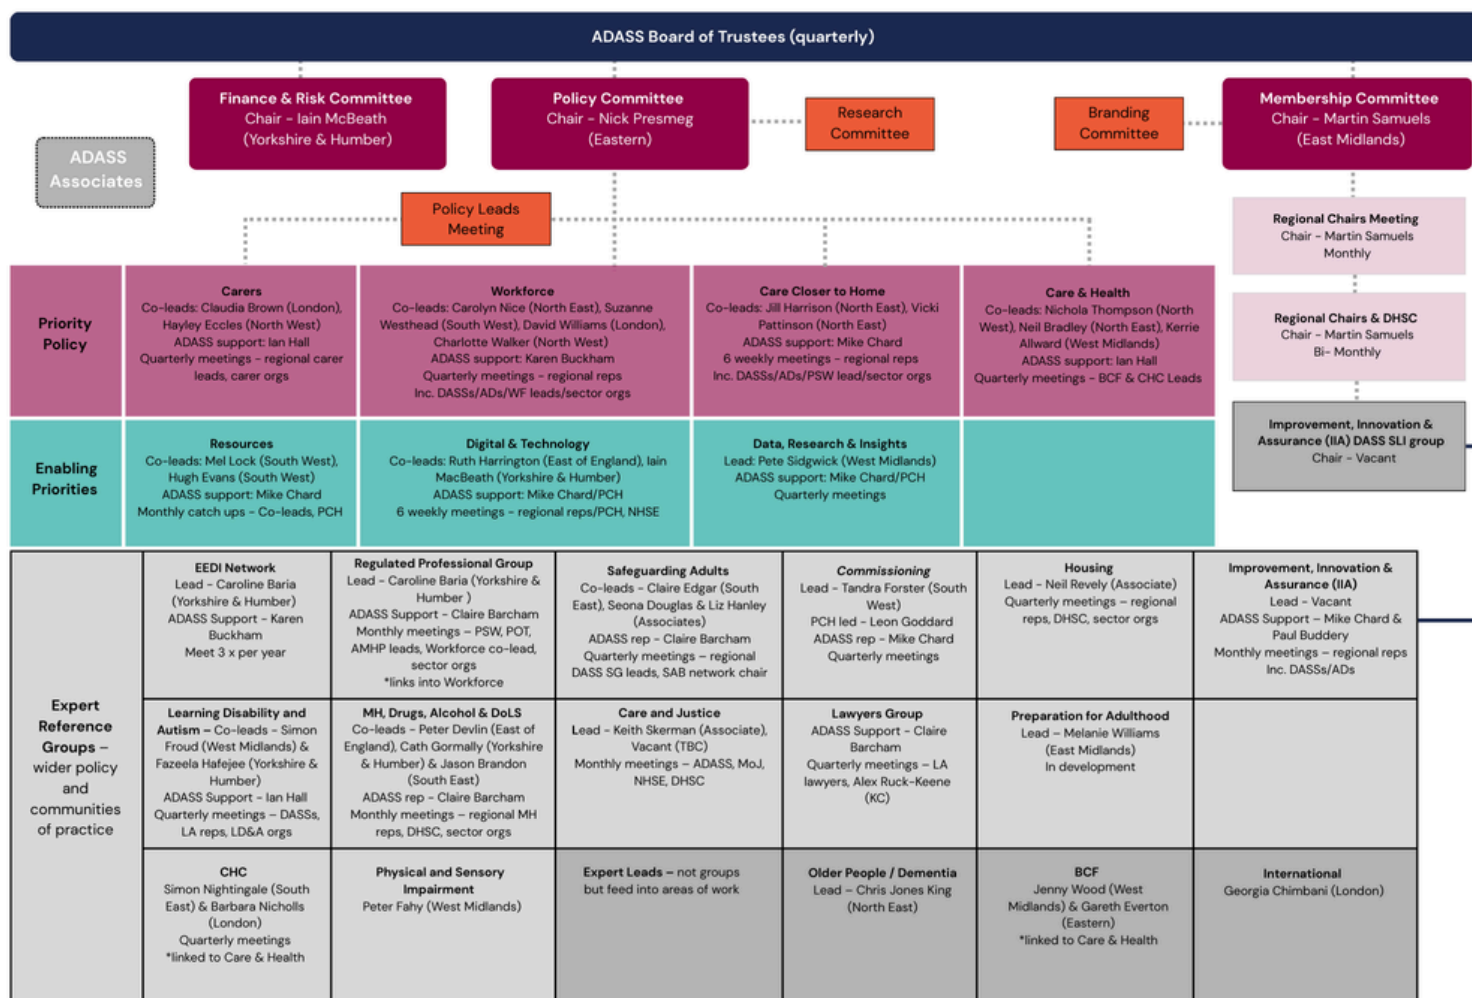 ADASS Board of Trustees (quarterly)
Finance & Risk Committee
Chair - Iain McBeath
(Yorkshire & Humber)
Policy Committee
Chair - Nick Presmeg
(Eastern)
Research
Committee
Branding
Committee
Membership Committee
Chair - Martin Samuels
(East Midlands)
ADASS
Associates
Policy Leads
Meeting
Regional Chairs Meeting
Chair - Martin Samuels
Monthly
Regional Chairs & DHSC
Chair - Martin Samuels
Bi- Monthly
Improvement, Innovation &
Assurance (IIA) DASS SLI group
Chair - Vacant
Priority
Policy
Carers
Co-leads: Claudia Brown (London),
Hayley Eccles (North West)
ADASS support: Ian Hall
Quarterly meetings - regional carer
leads, carer orgs
Workforce
Co-leads: Carolyn Nice (North East), Suzanne
Westhead (South West), David Williams (London),
Charlotte Walker (North West)
ADASS support: Karen Buckham
Quarterly meetings - regional reps
Inc. DASSs/ADs/WF leads/sector orgs
Care Closer to Home
Co-leads: Jill Harrison (North East), Vicki
Pattinson (North East)
ADASS support: Mike Chard
6 weekly meetings - regional reps
Inc. DASSs/ADs/PSW lead/sector orgs
Care & Health
Co-leads: Nichola Thompson (North
West), Neil Bradley (North East), Kerrie
Allward (West Midlands)
ADASS support: Ian Hall
Quarterly meetings - BCF & CHC Leads
Enabling
Priorities
Resources
Co-leads: Mel Lock (South West),
Hugh Evans (South West)
ADASS support: Mike Chard
Monthly catch ups - Co-leads, PCH
Digital & Technology
Co-leads: Ruth Harrington (East of England), Iain
MacBeath (Yorkshire & Humber)
ADASS support: Mike Chard/PCH
6 weekly meetings - regional reps/PCH, NHSE
Data, Research & Insights
Lead: Pete Sidgwick (West Midlands)
ADASS support: Mike Chard/PCH
Quarterly meetings
Expert
Reference
Groups –
wider policy
and
communities
of practice
EEDI Network
Lead - Caroline Baria
(Yorkshire & Humber)
ADASS Support - Karen
Buckham
Meet 3 x per year
Regulated Professional Group
Lead - Caroline Baria (Yorkshire &
Humber )
ADASS Support - Claire Barcham
Monthly meetings – PSW, POT,
AMHP leads, Workforce co-lead,
sector orgs
*links into Workforce
Safeguarding Adults
Co-leads - Claire Edgar (South
East), Seona Douglas & Liz Hanley
(Associates)
ADASS rep - Claire Barcham
Quarterly meetings – regional
DASS SG leads, SAB network chair
Commissioning
Lead - Tandra Forster (South
West)
PCH led - Leon Goddard
ADASS rep - Mike Chard
Quarterly meetings
Housing
Lead - Neil Revely (Associate)
Quarterly meetings – regional
reps, DHSC, sector orgs
Improvement, Innovation &
Assurance (IIA)
Lead - Vacant
ADASS Support - Mike Chard &
Paul Buddery
Monthly meetings – regional reps
Inc. DASSs/ADs
Learning Disability and
Autism – Co-leads - Simon
Froud (West Midlands) &
Fazeela Hafejee (Yorkshire &
Humber)
ADASS Support - Ian Hall
Quarterly meetings – DASSs,
LA reps, LD&A orgs
MH, Drugs, Alcohol & DoLS
Co-leads - Peter Devlin (East of
England), Cath Gormally (Yorkshire
& Humber) & Jason Brandon
(South East)
ADASS rep - Claire Barcham
Monthly meetings – regional MH
reps, DHSC, sector orgs
Care and Justice
Lead - Keith Skerman (Associate),
Vacant (TBC)
Monthly meetings – ADASS, MoJ,
NHSE, DHSC
Lawyers Group
ADASS Support - Claire
Barcham
Quarterly meetings – LA
lawyers, Alex Ruck-Keene
(KC)
Preparation for Adulthood
Lead – Melanie Williams
(East Midlands)
In development
CHC
Simon Nightingale (South
East) & Barbara Nicholls
(London)
Quarterly meetings
*linked to Care & Health
Physical and Sensory
Impairment
Peter Fahy (West Midlands)
Expert Leads – not groups
but feed into areas of work
Older People / Dementia
Lead – Chris Jones King
(North East)
BCF
Jenny Wood (West
Midlands) & Gareth Everton
(Eastern)
*linked to Care & Health
International
Georgia Chimbani (London)